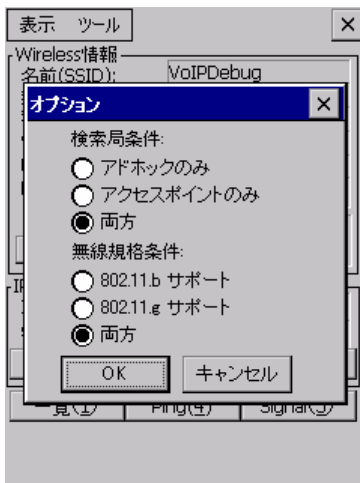 表示 ツール
Wireless情報
名前(SSID): VoIPDebug
オプション
検索局条件:
アドホックのみ
アクセスポイントのみ
両方
無線規格条件:
802.11.b サポート
802.11.g サポート
両方
OK キャンセル
一覧(1) Ping(4) Signal(5)